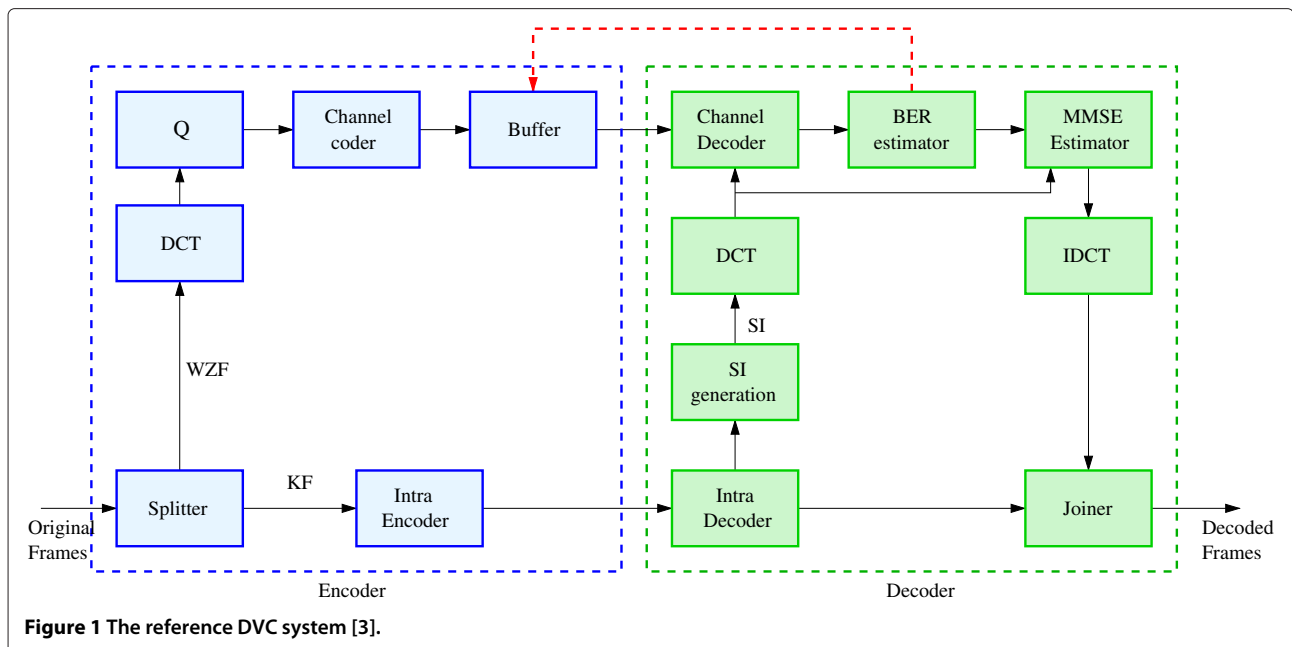 Q
Channel
coder
Buffer
Channel
Decoder
BER
estimator
MMSE
Estimator
DCT
DCT
IDCT
SI
WZF
SI
generation
KF
Splitter
Intra
Encoder
Intra
Decoder
Joiner
Original
Frames
Decoded
Frames
Encoder
Decoder
Figure 1 The reference DVC system [3].